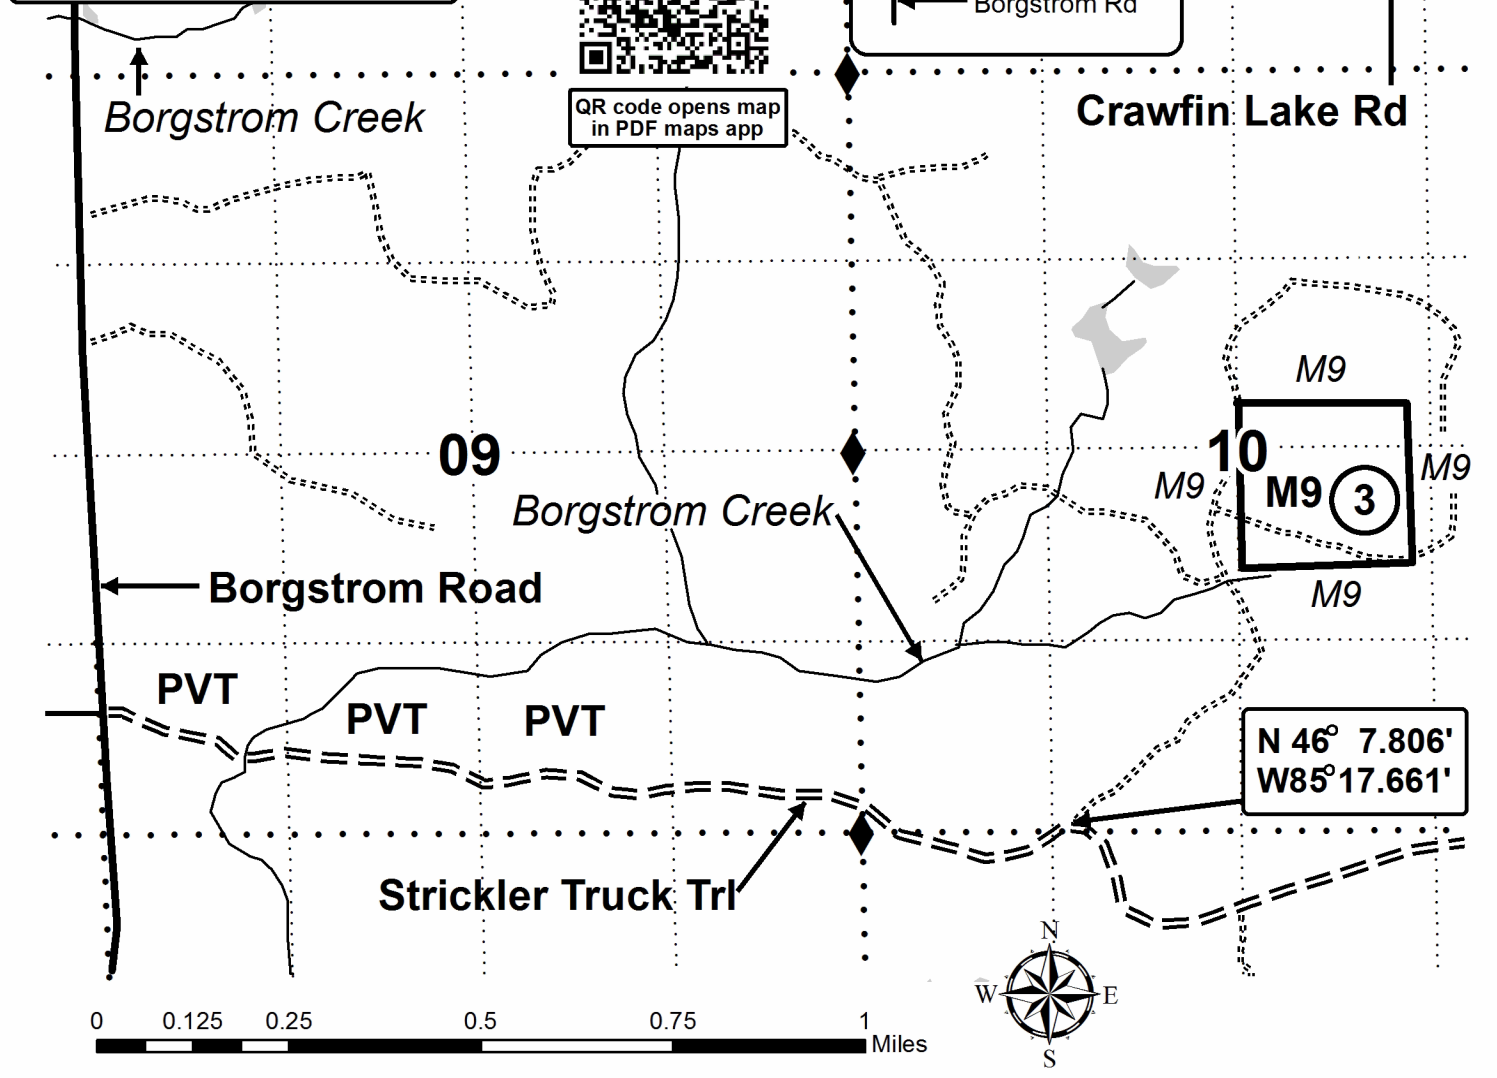 Borgstrom Rd
QR code opens map
in PDF maps app
Borgstrom Creek
Crawfin Lake Rd
M9
09
10
M9
M9
M9 3
Borgstrom Creek
Borgstrom Road
M9
PVT
PVT
PVT
N 46° 7.806'
W85°17.661'
Strickler Truck Trl
N
W E
S
0 0.125 0.25 0.5 0.75 1
Miles